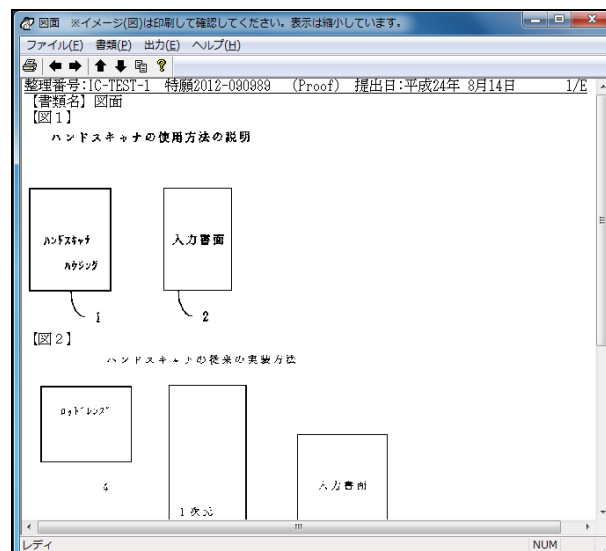 図面 ※イメージ(図)は印刷して確認してください。表示は縮小しています。
ファイル(F) 書類(P) 出力(E) ヘルプ(H)
整理番号:IC-TEST-1 特願2012-090989 (Proof) 提出日:平成24年 8月14日 1/E
【書類名】図面
【図1】
ハンドスキャナの使用方法の説明
ハンドスキャナ 入力書面
ハウジング
1 2
【図2】
ハンドスキャナの従来の実装方法
ロッドレンズ
入力書面
4
1次元
レディ NUM